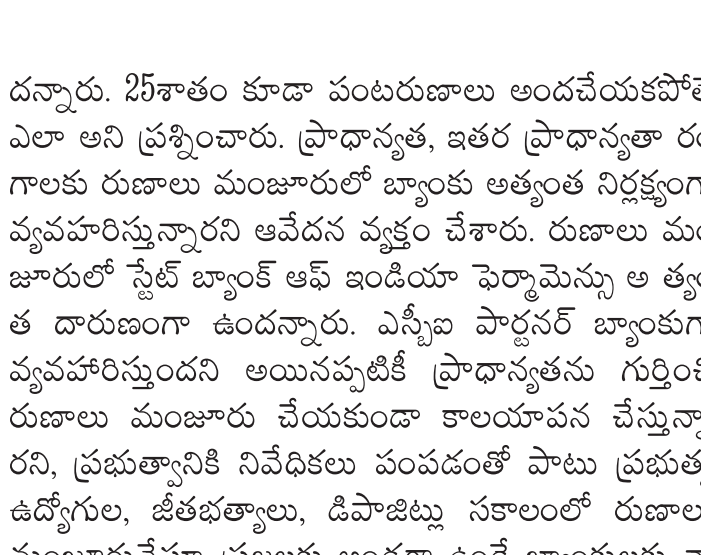 దన్నారు. 25శాతం కూడా పంటరుణాలు అందచేయకపోతే
ఎలా అని ప్రశ్నించారు. ప్రాధాన్యత, ఇతర ప్రాధాన్యతా రం
గాలకు రుణాలు మంజూరులో బ్యాంకు అత్యంత నిర్లక్ష్యంగా
వ్యవహరిస్తున్నారని ఆవేదన వ్యక్తం చేశారు. రుణాలు మం
జూరులో స్టేట్ బ్యాంక్ ఆఫ్ ఇండియా ఫెర్మామెన్సు అ త్యం
త దారుణంగా ఉందన్నారు. ఎస్బీఐ పార్టనర్ బ్యాంకుగా
వ్యవహారిస్తుందని అయినప్పటికీ ప్రాధాన్యతను గుర్తించి
రుణాలు మంజూరు చేయకుండా కాలయాపన చేస్తున్నా
రని, ప్రభుత్వానికి నివేధికలు పంపడంతో పాటు ప్రభుత్వ
ఉద్యోగుల, జీతభత్యాలు, డిపాజిట్లు సకాలంలో రుణాల